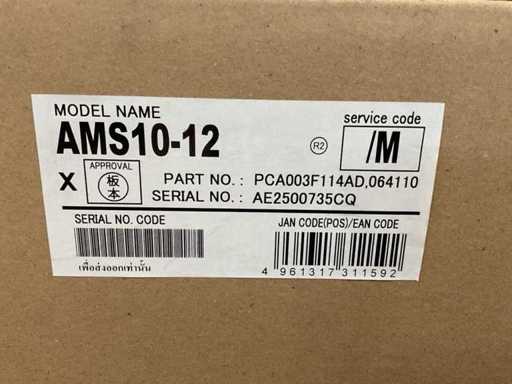 MODEL NAME
AMS10-12
R2
service code
/M
X
APPROVAL
板
本
PART NO. : PCA003F114AD,064110
SERIAL NO. : AE2500735CQ
SERIAL NO. CODE
JAN CODE(POS)/EAN CODE
เพื่อส่งออกเท่านั้น
4 961317 311592